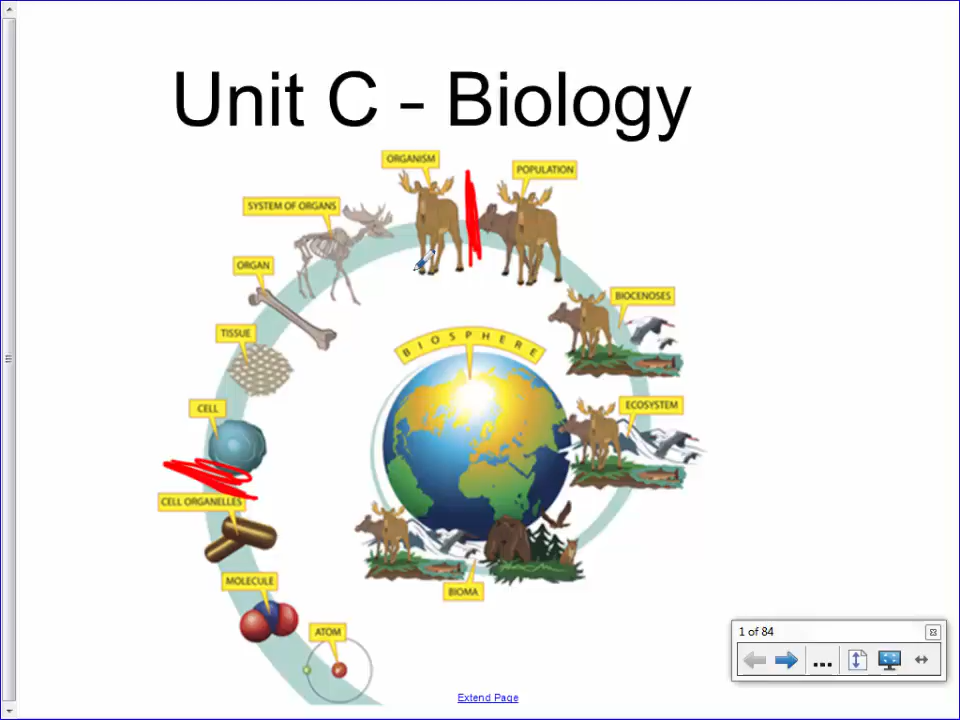 Unit C – Biology
ORGANISM
POPULATION
SYSTEM OF ORGANS
ORGAN
BIOCENOSES
TISSUE
BIOSPHERE
CELL
ECOSYSTEM
CELL ORGANELLES
MOLECULE
BIOMA
ATOM
1 of 84
...
Extend Page